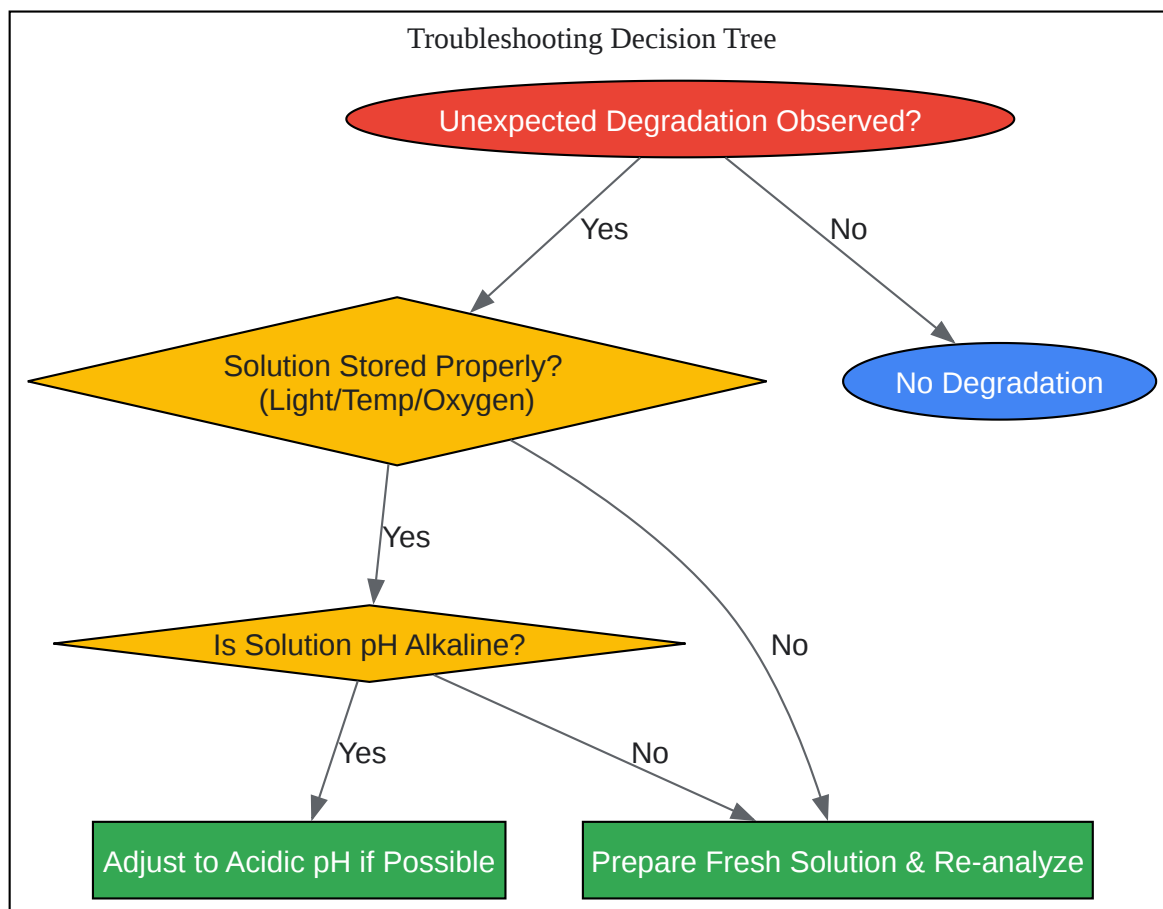 Troubleshooting Decision Tree
Unexpected Degradation Observed?
Yes
No
Solution Stored Properly?
(Light/Temp/Oxygen)
No Degradation
Yes
No
Is Solution pH Alkaline?
Yes
No
Adjust to Acidic pH if Possible
Prepare Fresh Solution & Re-analyze